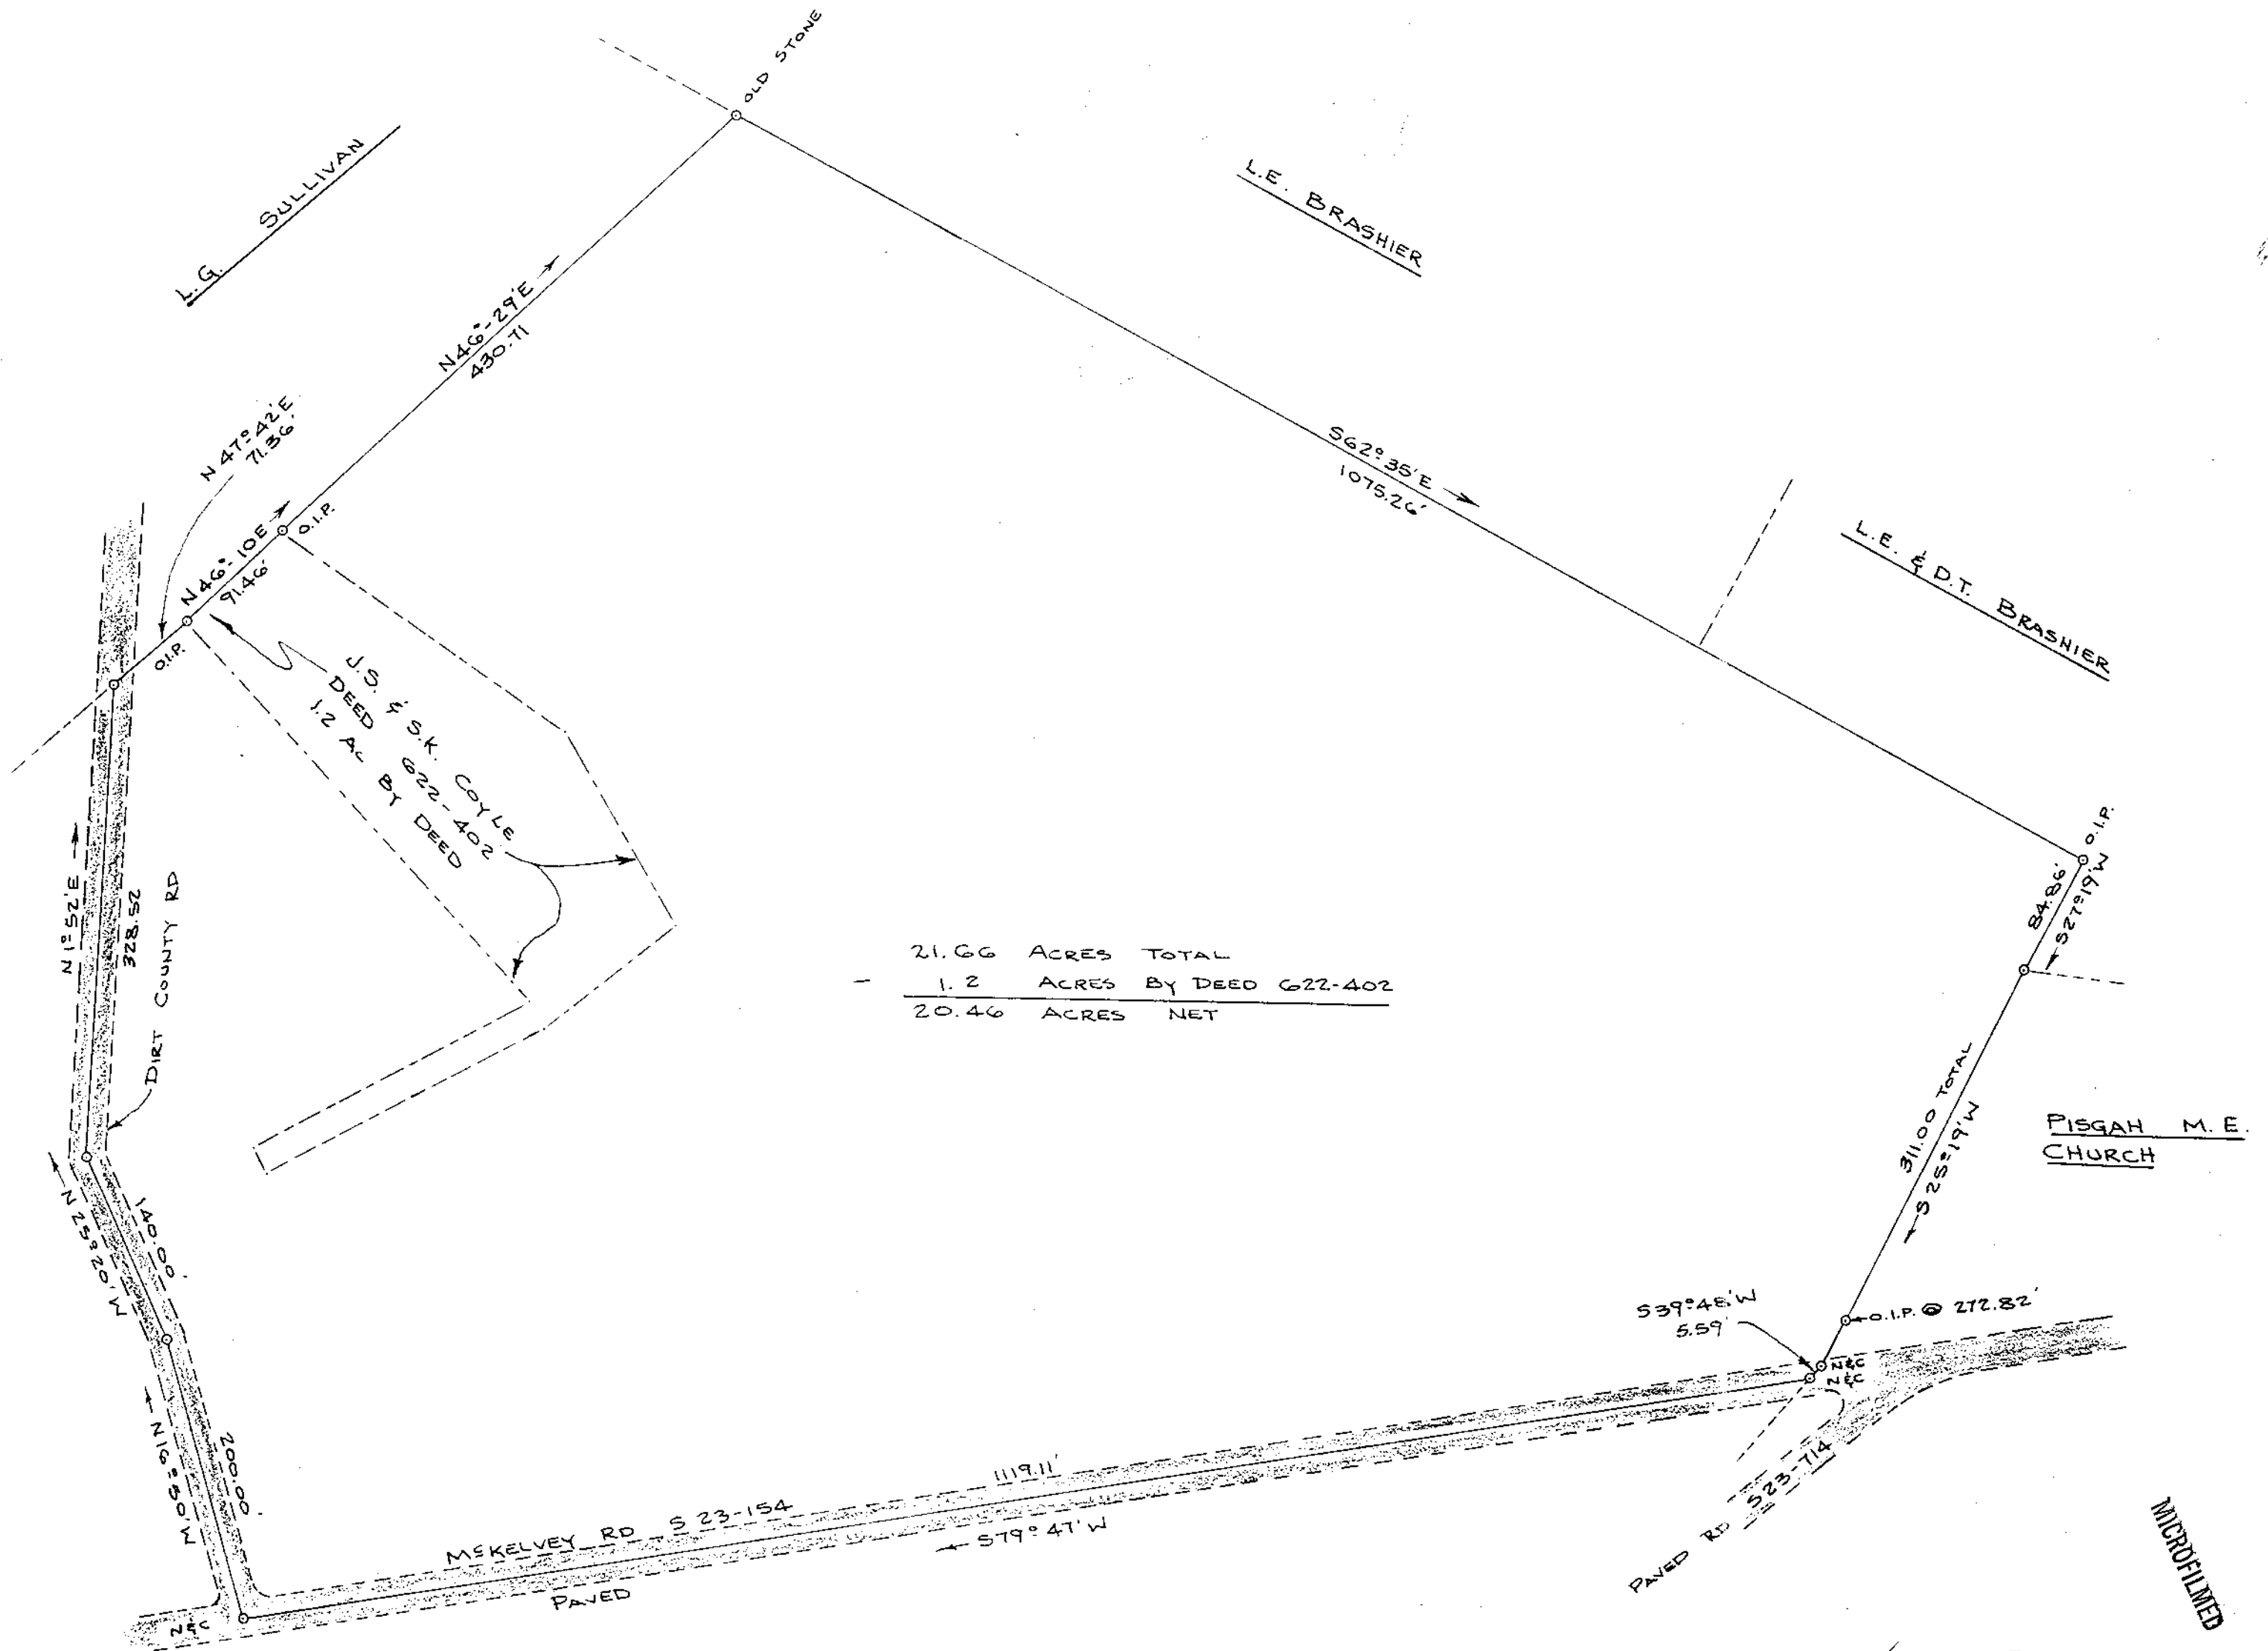 OLD STONE
L.G. SULLIVAN
L.E. BRASHIER
N46°-29'E
430.71
N 47°-42'E
71.36'
S62°-35'E
1075.26'
N46°-10E
91.46'
O.I.P.
O.I.P.
L.E. & D.T. BRASHIER
J.S. & S.K. COYLE
DEED 622-402
1.2 AC BY DEED
O.I.P.
84.86'
S27°-19'W
N1°-52'E
328.52
DIRT COUNTY RD
21.66 ACRES TOTAL
- 1.2 ACRES BY DEED 622-402
20.46 ACRES NET
311.00 TOTAL
S25°-19'W
PISGAH M.E.
CHURCH
140.00
N25°-20'W
S39°-48'W
5.59'
O.I.P. @ 272.82'
N&C
N&C
N16°-50'W
200.00
1119.11'
MCKELVEY RD S 23-154
S79°-47'W
PAVED
PAVED RD S23-714
N&C
MICROFILMED